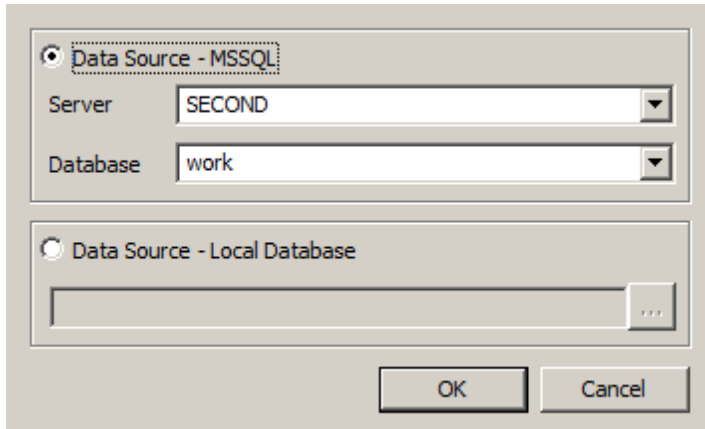 Data Source - MSSQL
Server SECOND
Database work
Data Source - Local Database
...
OK Cancel